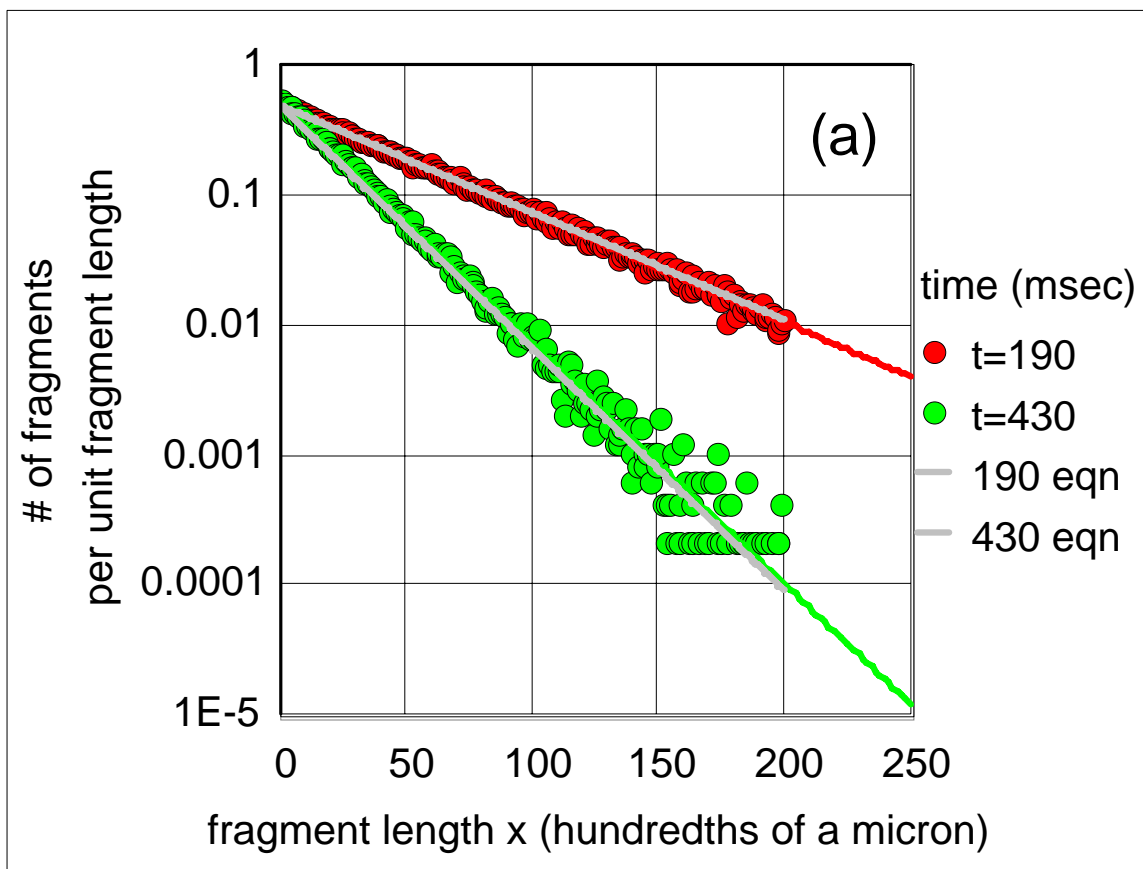 (a)
1
0.1
0.01
0.001
0.0001
1E-5
# of fragments
per unit fragment length
0
50
100
150
200
250
fragment length x (hundredths of a micron)
time (msec)
t=190
t=430
190 eqn
430 eqn